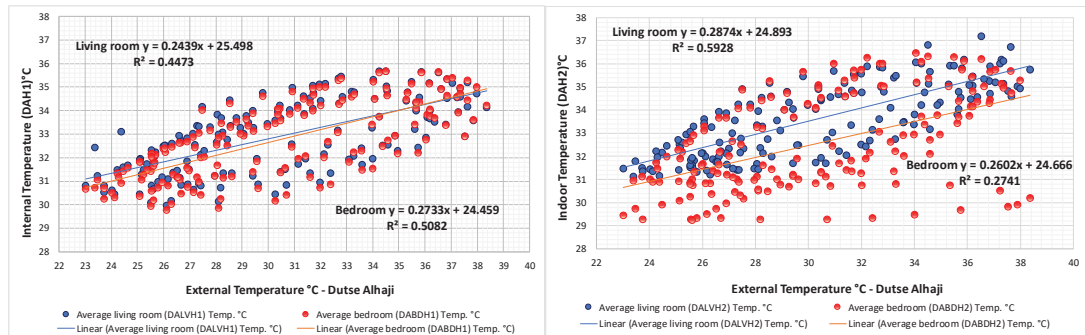 Internal Temperature (DAH1)°C
36
35
34
33
32
31
30
29
28
Living room y = 0.2439x + 25.498
R² = 0.4473
Bedroom y = 0.2733x + 24.459
R² = 0.5082
22 23 24 25 26 27 28 29 30 31 32 33 34 35 36 37 38 39 40
External Temperature °C - Dutse Alhaji
Average living room (DALVH1) Temp. °C
Average bedroom (DABDH1) Temp. °C
Linear (Average living room (DALVH1) Temp. °C)
Linear (Average bedroom (DABDH1) Temp. °C)
Indoor Temperature (DAH2)°C
38
37
36
35
34
33
32
31
30
29
28
Living room y = 0.2874x + 24.893
R² = 0.5928
Bedroom y = 0.2602x + 24.666
R² = 0.2741
22 24 26 28 30 32 34 36 38 40
External Temperature °C - Dutse Alhaji
Average living room (DALVH2) Temp. °C
Average bedroom (DABDH2) Temp. °C
Linear (Average living room (DALVH2) Temp. °C)
Linear (Average bedroom (DABDH2) Temp. °C)